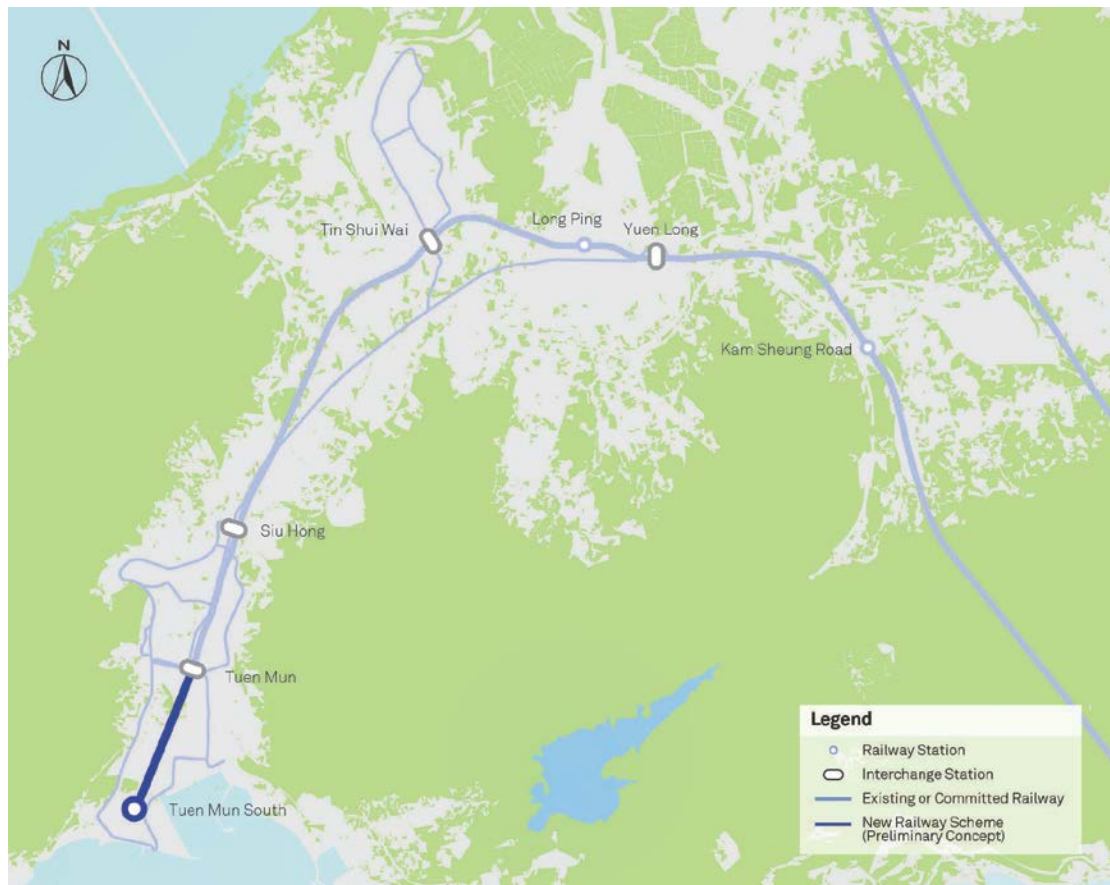 N
Tin Shui Wai
Long Ping
Yuen Long
Kam Sheung Road
Siu Hong
Tuen Mun
Tuen Mun South
Legend
Railway Station
Interchange Station
Existing or Committed Railway
New Railway Scheme
(Preliminary Concept)